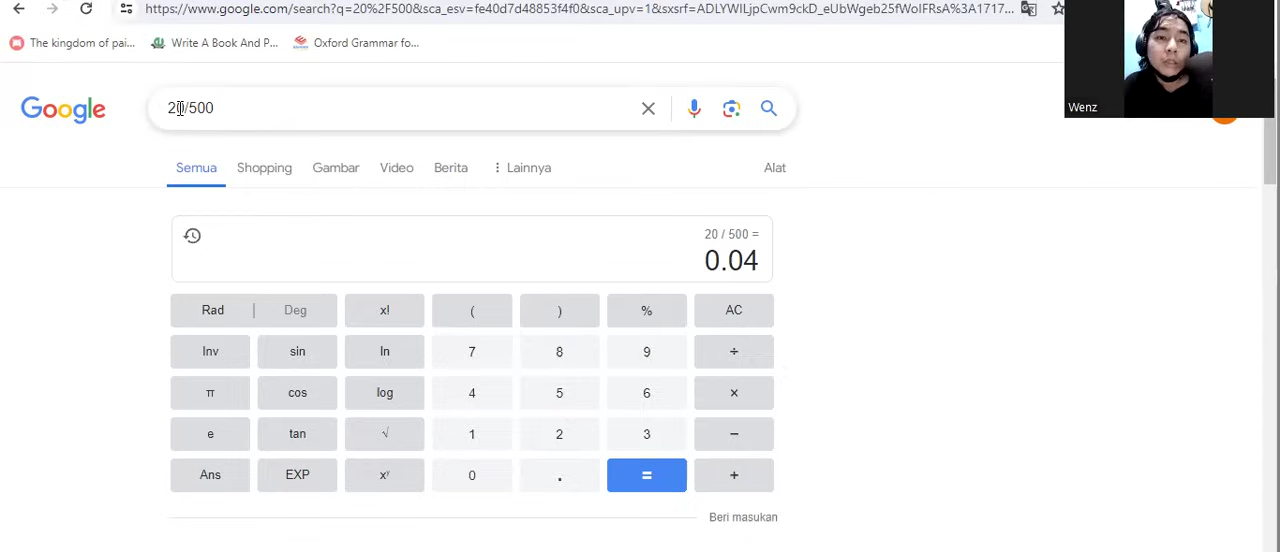 https://www.google.com/search?q=20%2F500&sca_esv=fe40d7d48853f4f0&sca_upv=1&sxsrf=ADLYWILjpCwm9ckD_eUbWgeb25fWoIFRsA%3A1717...
The kingdom of pai...
Write A Book And P...
Oxford Grammar fo...
Wenz
Google
20/500
Semua
Shopping
Gambar
Video
Berita
Lainnya
Alat
20 / 500 =
0.04
Rad | Deg x! ( ) % AC
Inv sin ln 7 8 9 ÷
π cos log 4 5 6 ×
e tan √ 1 2 3 −
Ans EXP xʸ 0 . = +
Beri masukan